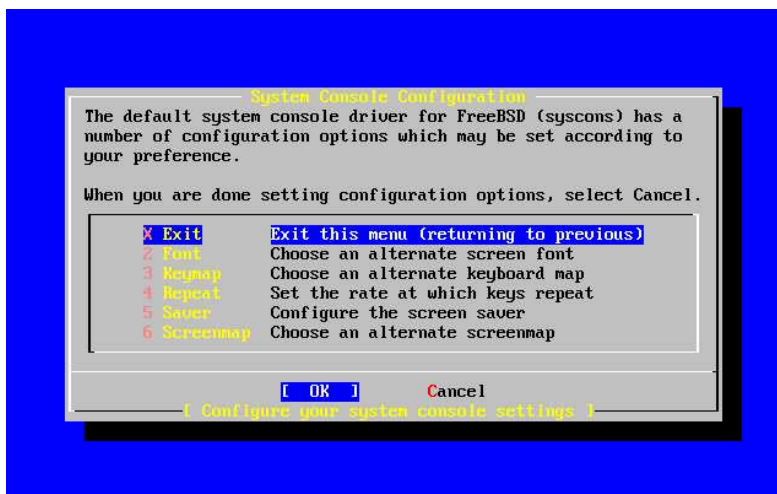 System Console Configuration
The default system console driver for FreeBSD (syscons) has a
number of configuration options which may be set according to
your preference.
When you are done setting configuration options, select Cancel.
X Exit Exit this menu (returning to previous)
2 Font Choose an alternate screen font
3 Keymap Choose an alternate keyboard map
4 Repeat Set the rate at which keys repeat
5 Saver Configure the screen saver
6 Screenmap Choose an alternate screenmap
[ OK ] Cancel
[ Configure your system console settings ]